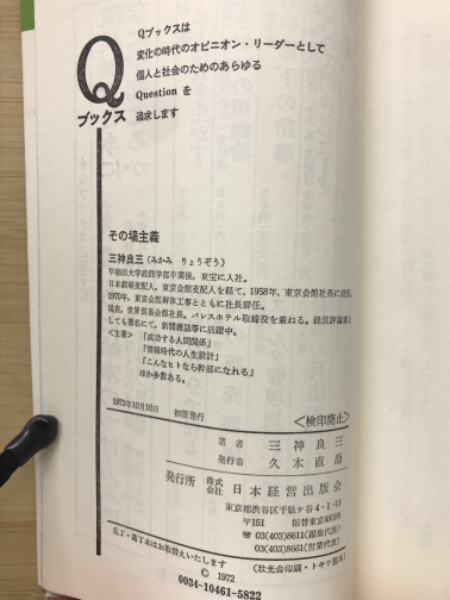 Q
ブックス
Qブックスは
変化の時代のオピニオン・リーダーとして
個人と社会のためのあらゆる
Question を
追求します
その場主義
三神良三(みかみ りょうぞう)
早稲田大学政経学部卒業後,東宝に入社。
日本劇場支配人,東京会館支配人を経て,1958年,東京会館社長に就任。
1970年,東京会館解体工事とともに社長辞任。
現在,世界貿易会館社長。パレスホテル取締役を兼ねる。経営評論家と
しても著名にて,新聞雑誌等に活躍中。
<主著> 「成功する人間関係」
「情報時代の人生設計」
「こんなヒトなら幹部になれる」
ほか多数ある。
1972年10月10日 初版発行
<検印廃止>
著者 三神良三
発行者 久木直海
発行所 株式会社 日本経営出版会
東京都渋谷区千駄ケ谷4-1-13
〒151 振替東京48595
☎ 03(403)8611(編集代表)
03(403)8661(営業代表)
乱丁・落丁本はお取替えいたします
(壮光舎印刷・トキワ製本)
© 1972
0034-10461-5822